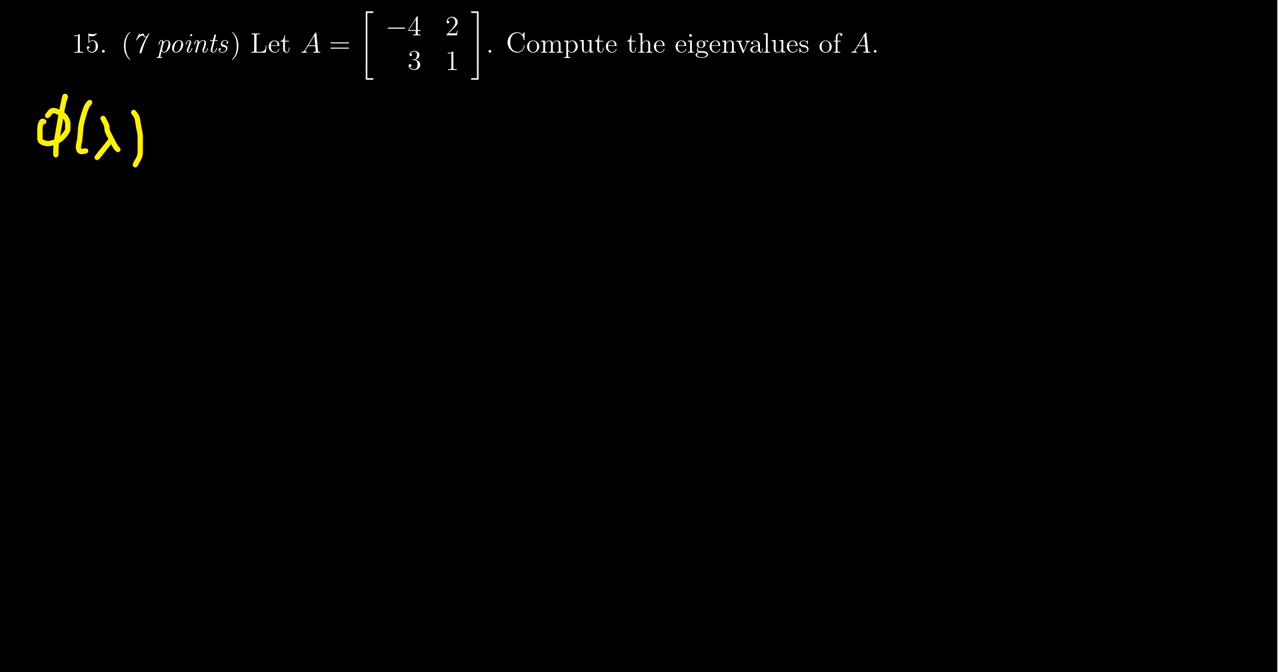 15. (7 points) Let A = [ −4 2 ; 3 1 ]. Compute the eigenvalues of A.
ϕ(λ)